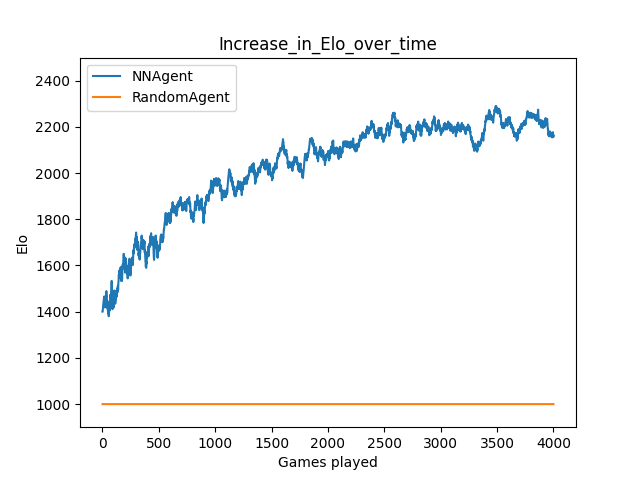 Increase_in_Elo_over_time
NNAgent
RandomAgent
2400
2200
2000
1800
1600
1400
1200
1000
Elo
0 500 1000 1500 2000 2500 3000 3500 4000
Games played